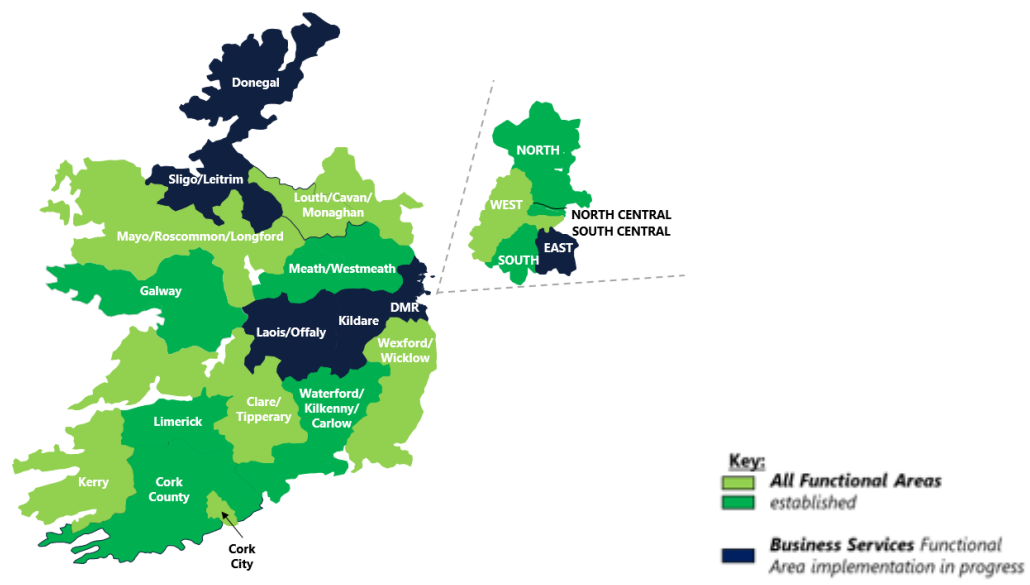 Donegal
Sligo/Leitrim
Louth/Cavan/
Monaghan
Mayo/Roscommon/Longford
Meath/Westmeath
Galway
DMR
Kildare
Laois/Offaly
Wexford/
Wicklow
Waterford/
Kilkenny/
Carlow
Clare/
Tipperary
Limerick
Kerry
Cork
County
Cork
City
NORTH
WEST
NORTH CENTRAL
SOUTH CENTRAL
EAST
SOUTH
Key:
All Functional Areas
established
Business Services Functional
Area implementation in progress